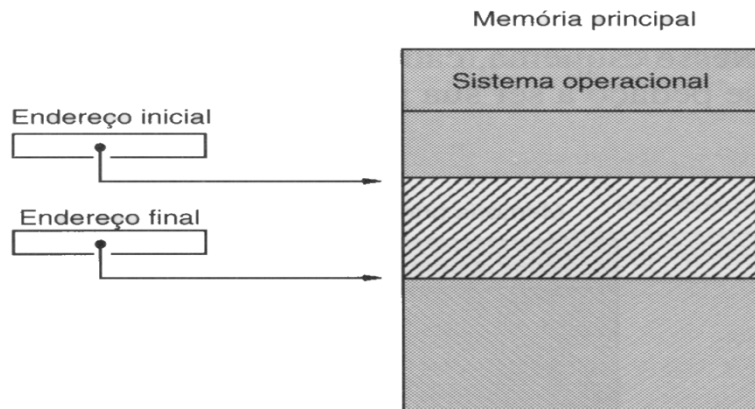 Memória principal
Sistema operacional
Endereço inicial
Endereço final